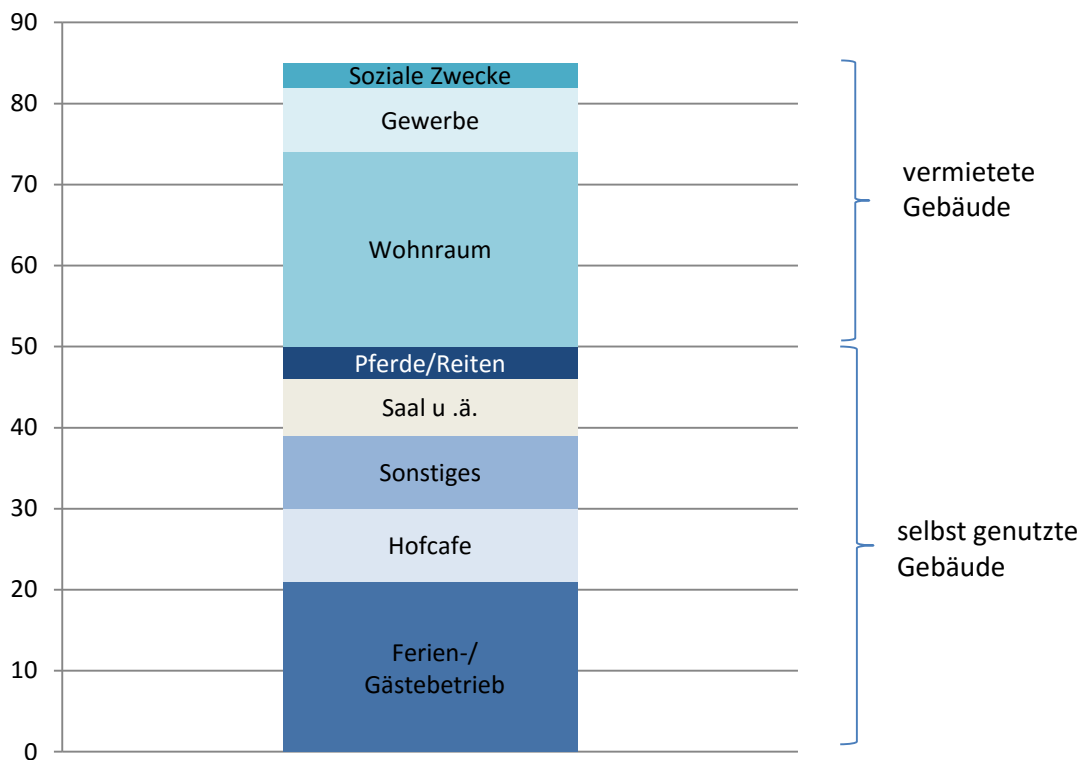 90
80
70
60
50
40
30
20
10
0
Soziale Zwecke
Gewerbe
Wohnraum
Pferde/Reiten
Saal u .ä.
Sonstiges
Hofcafe
Ferien-/
Gästebetrieb
vermietete
Gebäude
selbst genutzte
Gebäude